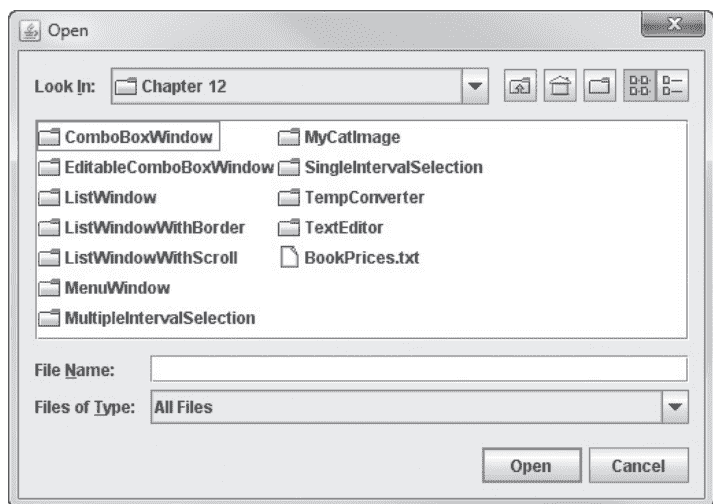 Open
Look In: Chapter 12
ComboBoxWindow
EditableComboBoxWindow
ListWindow
ListWindowWithBorder
ListWindowWithScroll
MenuWindow
MultipleIntervalSelection
MyCatImage
SingleIntervalSelection
TempConverter
TextEditor
BookPrices.txt
File Name:
Files of Type: All Files
Open Cancel